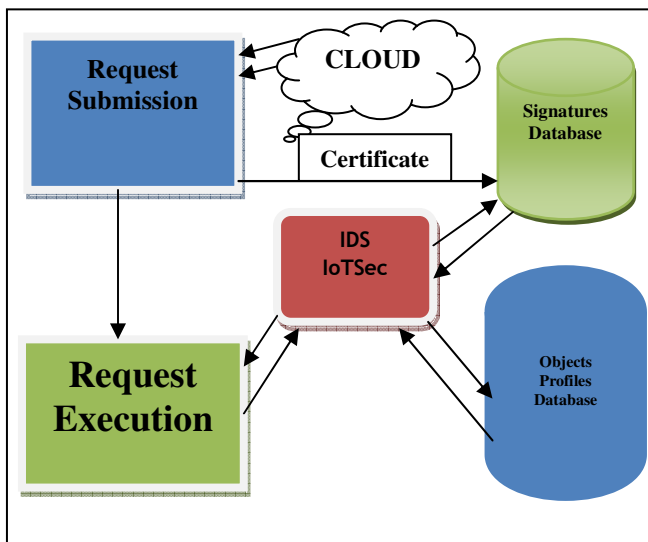 Request
Submission
CLOUD
Certificate
Signatures
Database
IDS
IoTSec
Request
Execution
Objects
Profiles
Database